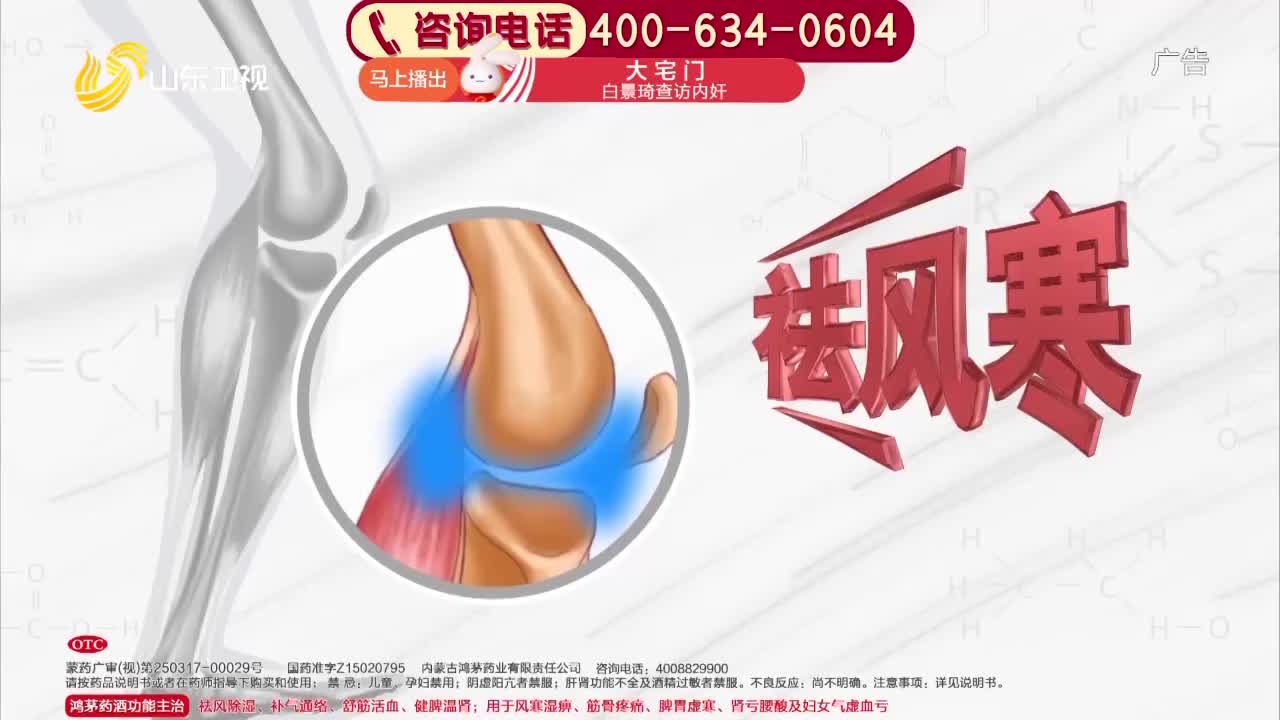 咨询电话 400-634-0604
马上播出
大宅门
白景琦查访内奸
山东卫视
广告
祛风寒
OTC
蒙药广审(视)第250317-00029号 国药准字Z15020795 内蒙古鸿茅药业有限责任公司 咨询电话：4008829900
请按药品说明书或者在药师指导下购买和使用；禁忌：儿童、孕妇禁用；阴虚阳亢者禁服；肝肾功能不全及酒精过敏者禁服。不良反应：尚不明确。注意事项：详见说明书。
鸿茅药酒功能主治 祛风除湿、补气通络、舒筋活血、健脾温肾；用于风寒湿痹、筋骨疼痛、脾胃虚寒、肾亏腰酸及妇女气虚血亏